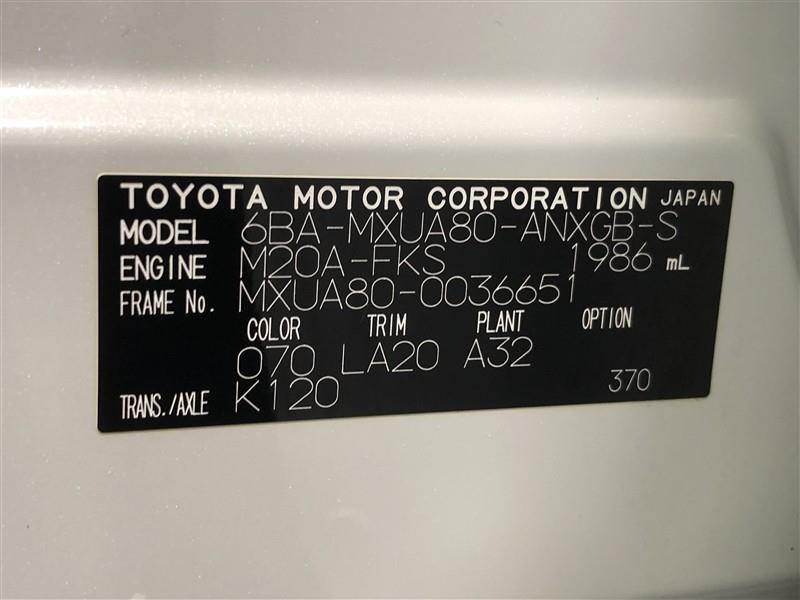 TOYOTA MOTOR CORPORATION JAPAN
MODEL 6BA-MXUA80-ANXGB-S
ENGINE M20A-FKS 1986 mL
FRAME No. MXUA80-0036651
COLOR TRIM PLANT OPTION
070 LA20 A32
TRANS./AXLE K120 370